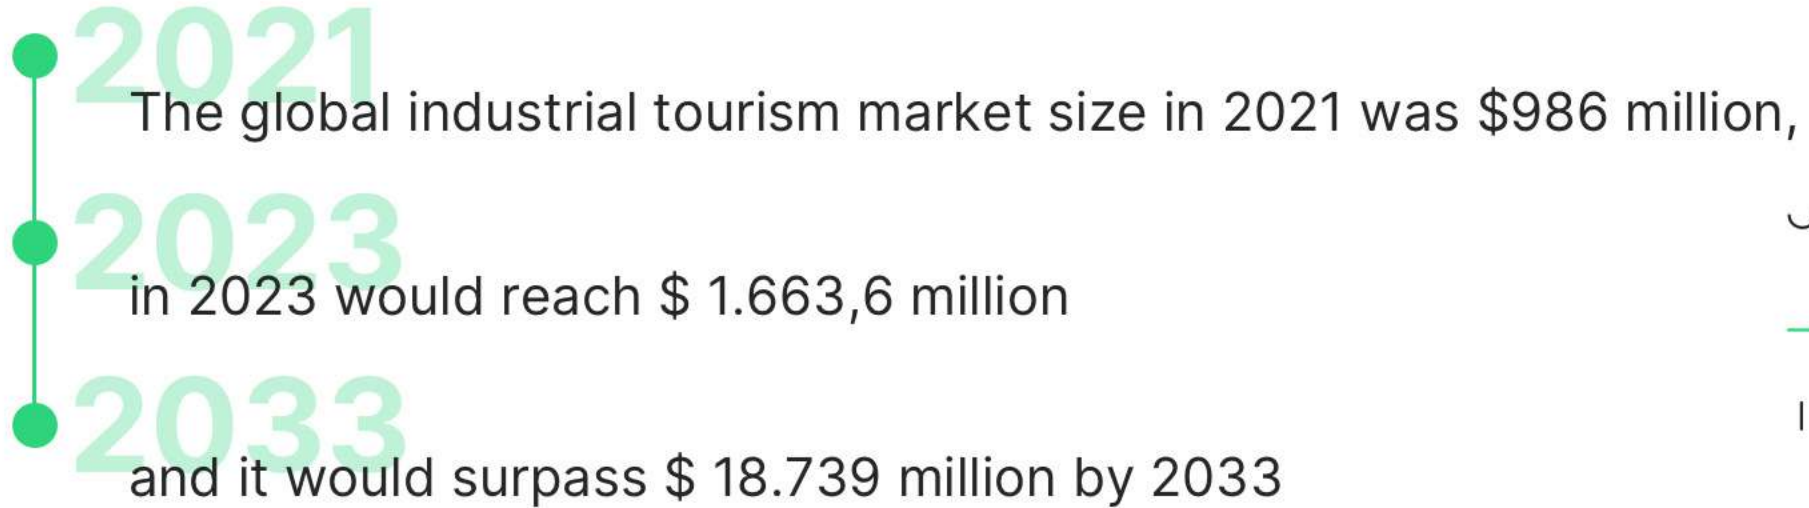 2021
The global industrial tourism market size in 2021 was $986 million,
2023
in 2023 would reach $ 1.663,6 million
2033
and it would surpass $ 18.739 million by 2033